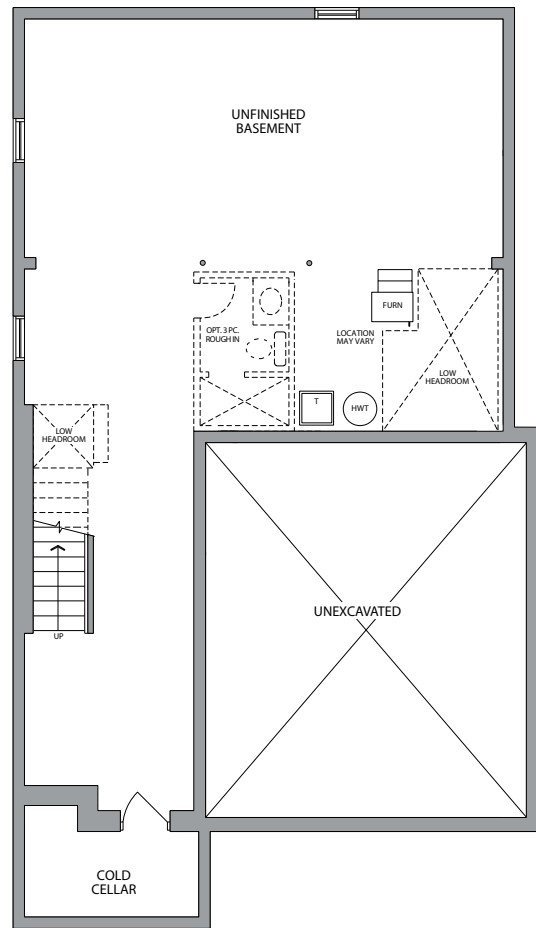 UNFINISHED
BASEMENT
FURN
OPT. 3 PC.
ROUGH IN
LOCATION
MAY VARY
LOW
HEADROOM
T
HWT
LOW
HEADROOM
UNEXCAVATED
UP
COLD
CELLAR